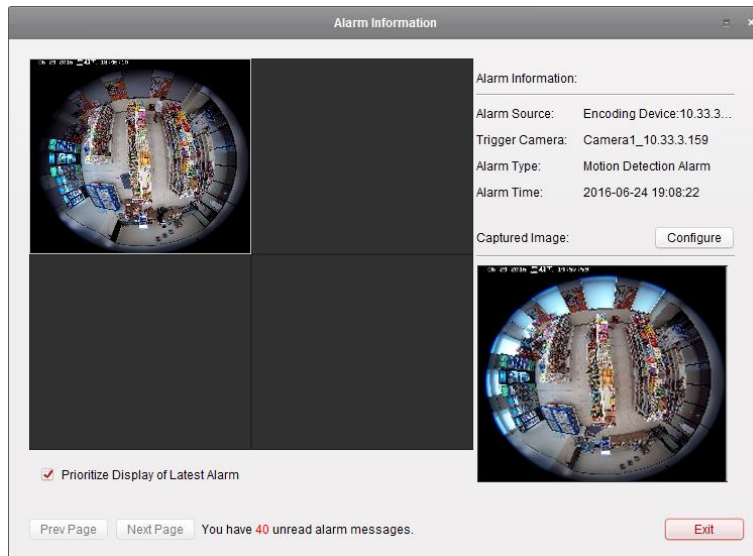 Alarm Information
Alarm Information:
Alarm Source: Encoding Device:10.33.3...
Trigger Camera: Camera1_10.33.3.159
Alarm Type: Motion Detection Alarm
Alarm Time: 2016-06-24 19:08:22
Captured Image: Configure
Prioritize Display of Latest Alarm
Prev Page Next Page You have 40 unread alarm messages. Exit